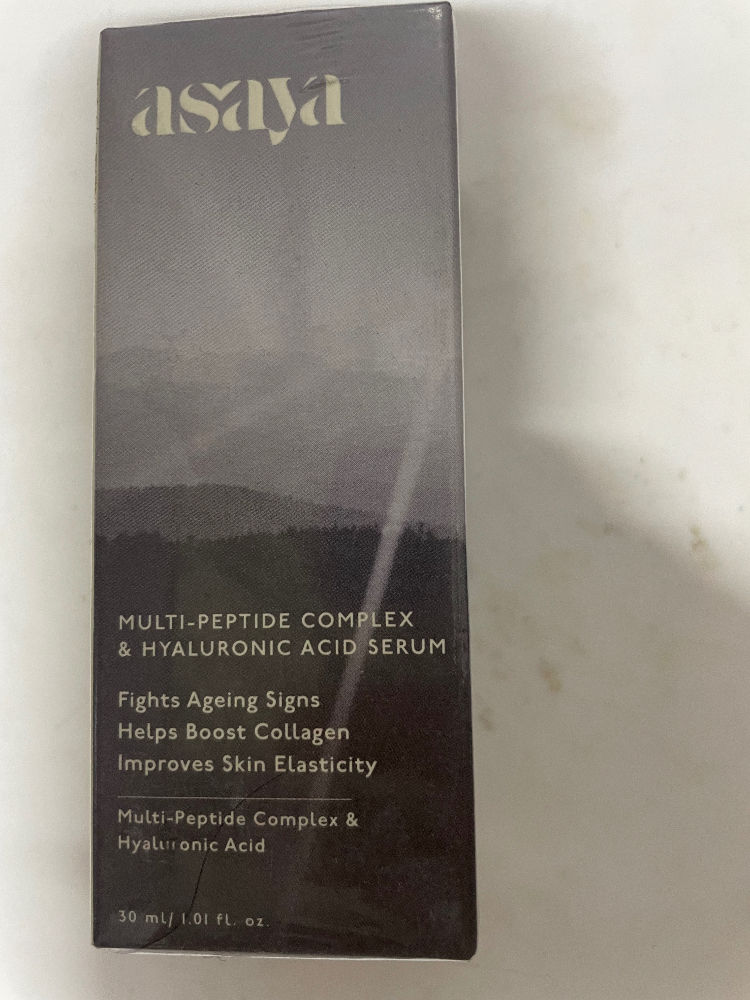 asaya
MULTI-PEPTIDE COMPLEX
& HYALURONIC ACID SERUM
Fights Ageing Signs
Helps Boost Collagen
Improves Skin Elasticity
Multi-Peptide Complex &
Hyaluronic Acid
30 ml/ 1.01 fl. oz.